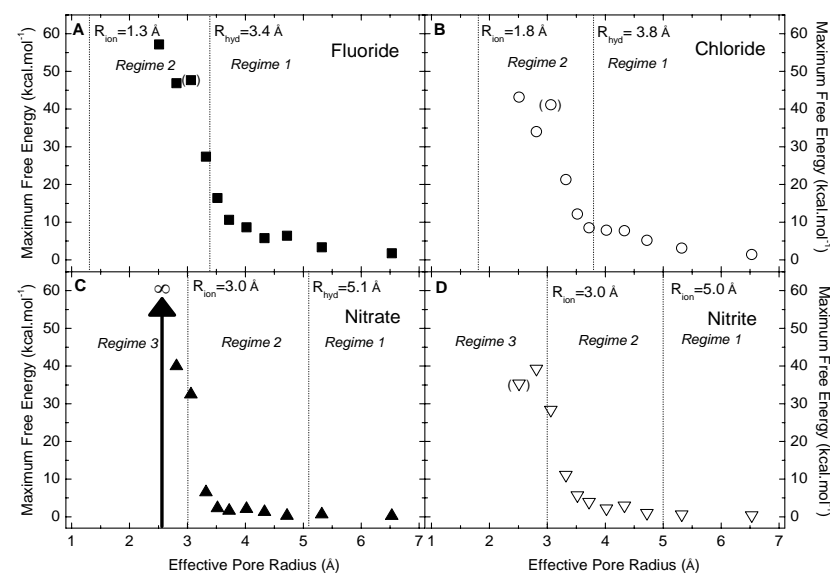 A R_ion=1.3 Å R_hyd=3.4 Å
Fluoride
Regime 2 Regime 1
( )
60
50
40
30
20
10
0
Maximum Free Energy (kcal.mol⁻¹)
B R_ion=1.8 Å R_hyd=3.8 Å
Chloride
Regime 2 Regime 1
( )
60
50
40
30
20
10
0
Maximum Free Energy (kcal.mol⁻¹)
C ∞ R_ion=3.0 Å R_hyd=5.1 Å
Nitrate
Regime 3 Regime 2 Regime 1
60
50
40
30
20
10
0
Maximum Free Energy (kcal.mol⁻¹)
1 2 3 4 5 6 7
Effective Pore Radius (Å)
D R_ion=3.0 Å R_ion=5.0 Å
Nitrite
Regime 3 Regime 2 Regime 1
( )
60
50
40
30
20
10
0
Maximum Free Energy (kcal.mol⁻¹)
1 2 3 4 5 6 7
Effective Pore Radius (Å)